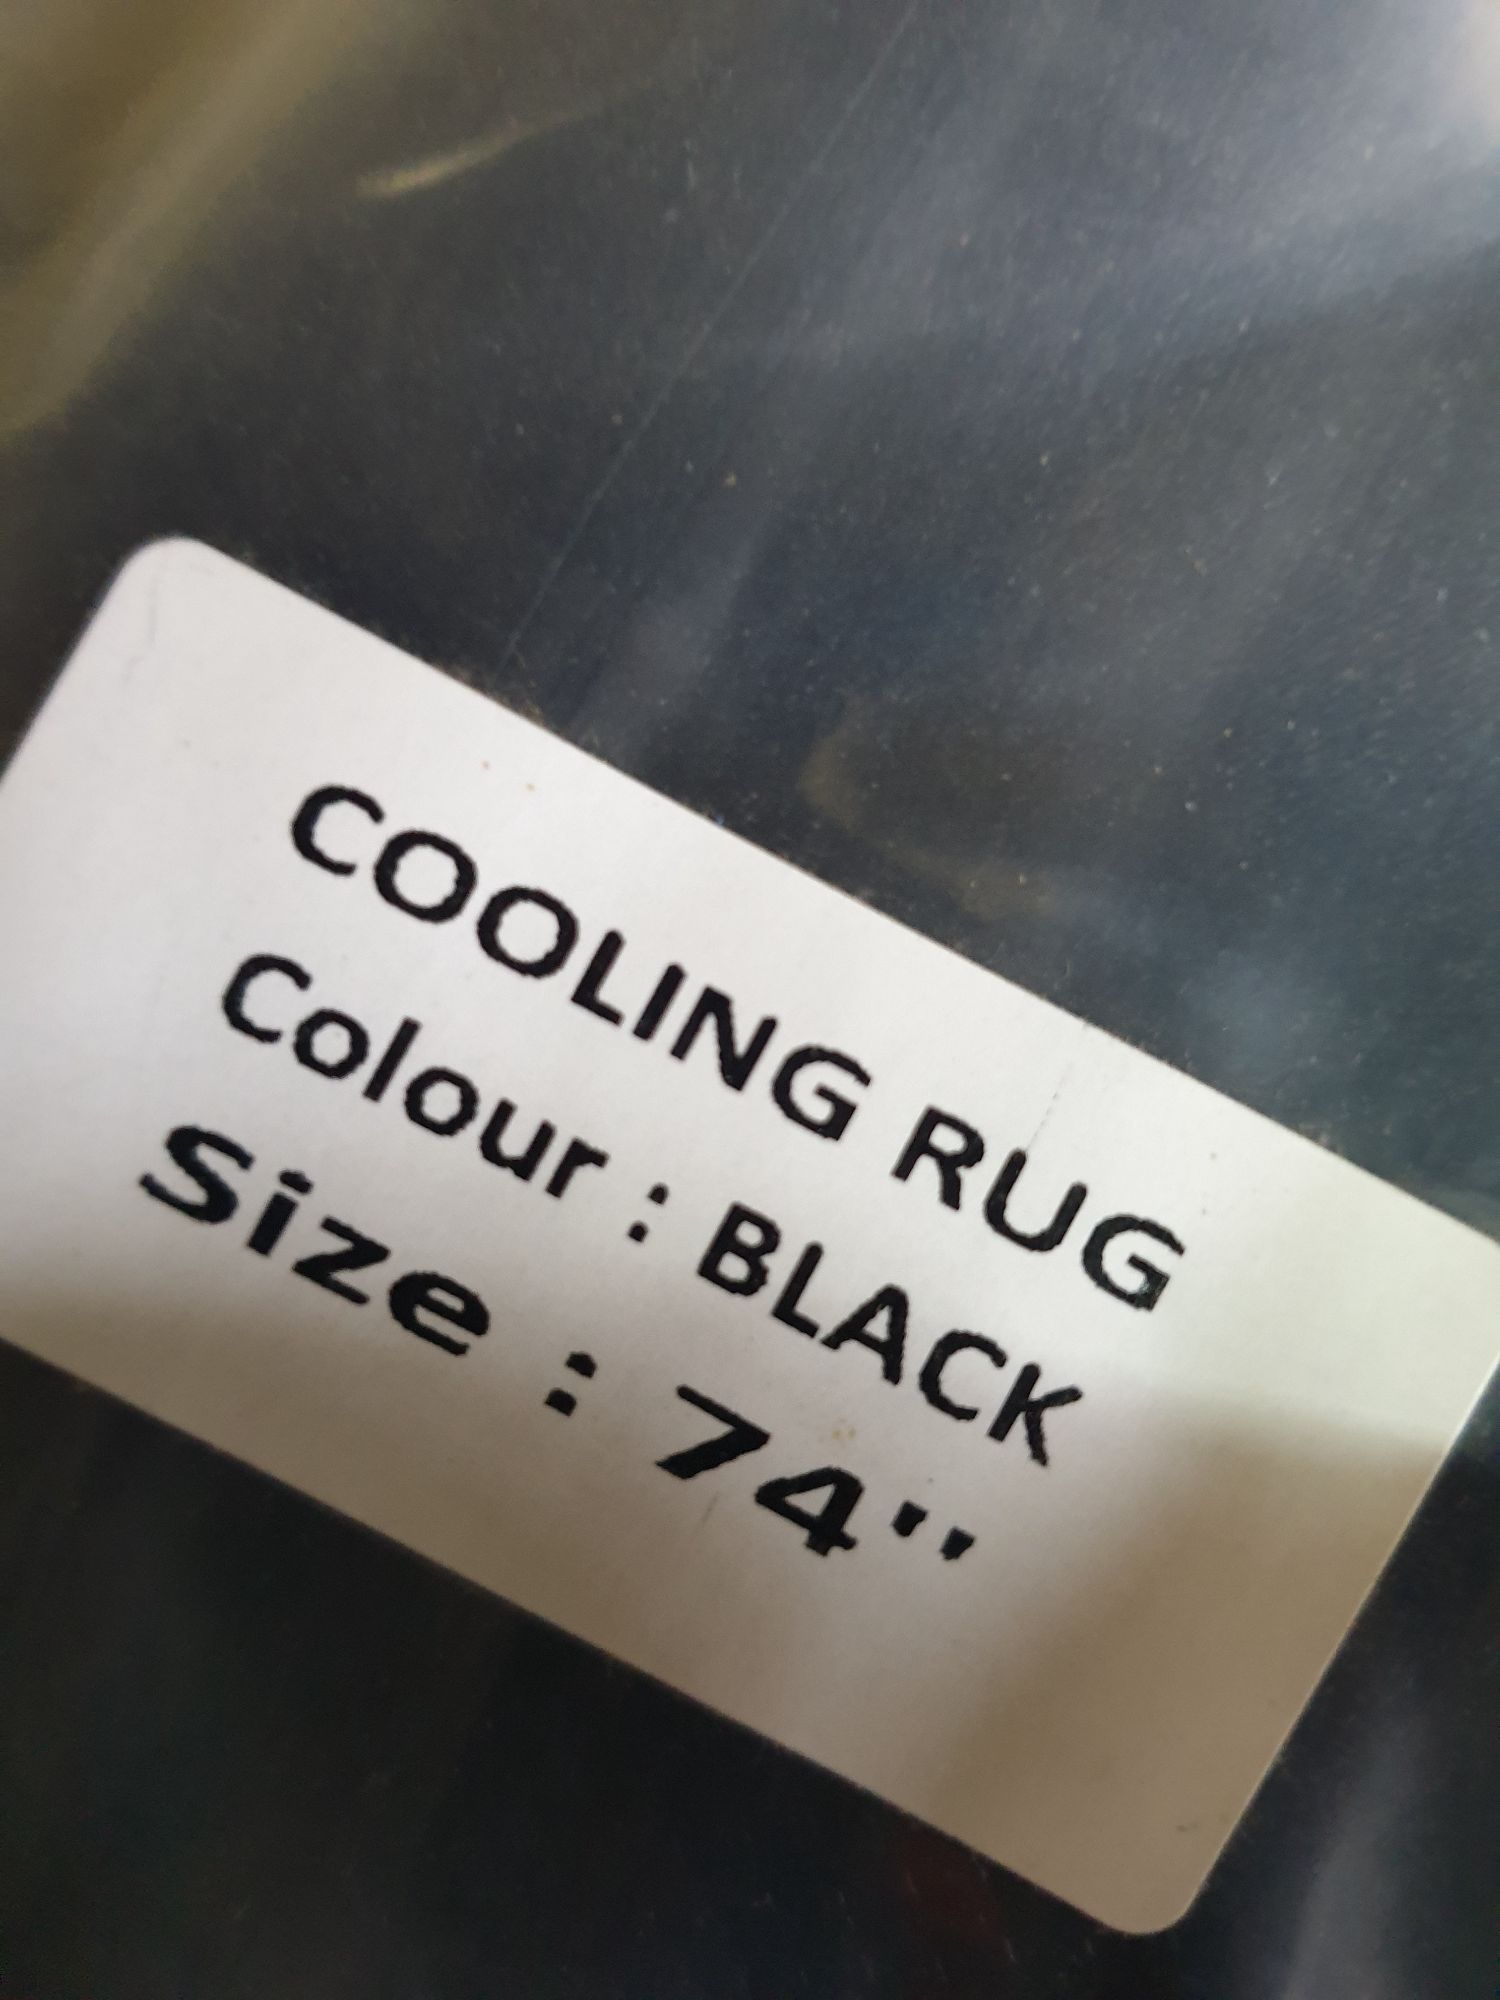 COOLING RUG
Colour : BLACK
Size : 74"